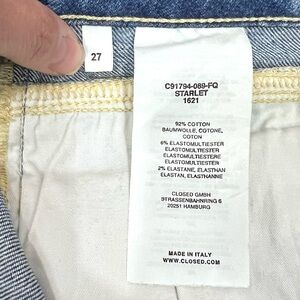 27
C91794-089-FQ
STARLET
1621
92% COTTON
BAUMWOLLE, COTONE,
COTON
6% ELASTOMULTIESTER
ELASTOMULTIESTER
ELASTOMULTIESTERE
ELASTOMULTIESTER
2% ELASTANE, ELASTHAN
ELASTAN, ELASTHANNE
CLOSED GMBH
STRASSENBAHNRING 6
20251 HAMBURG
MADE IN ITALY
WWW.CLOSED.COM